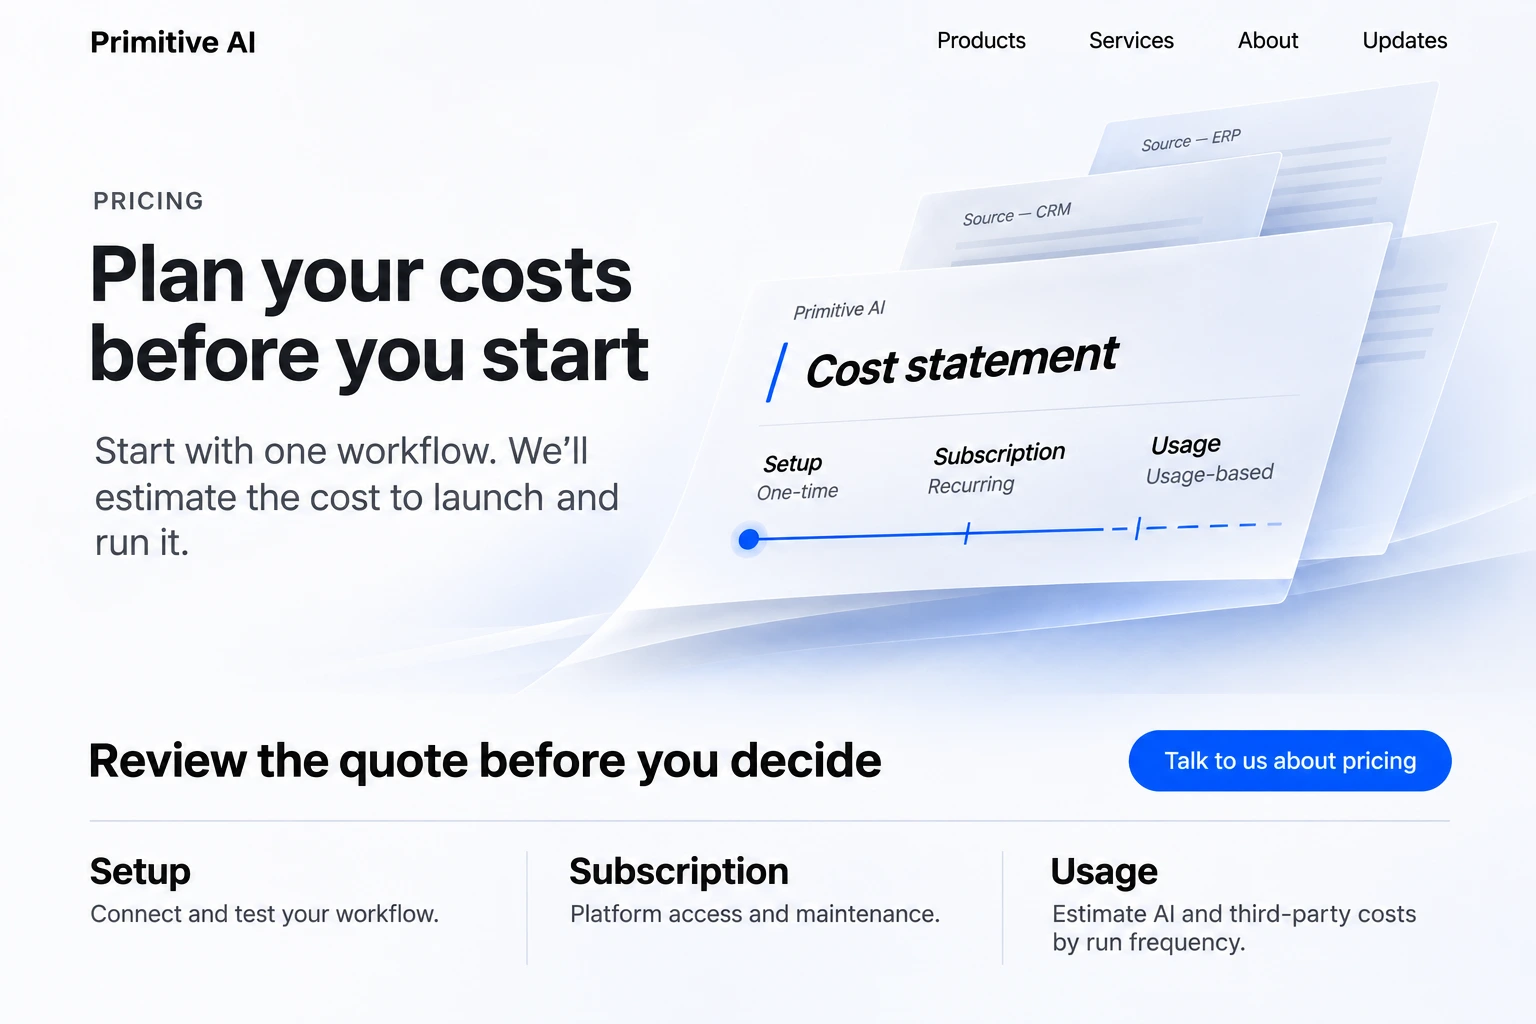 Primitive AI
Products
Services
About
Updates
PRICING
Plan your costs
before you start
Start with one workflow. We’ll
estimate the cost to launch and
run it.
Source — ERP
Source — CRM
Primitive AI
Cost statement
Setup
One-time
Subscription
Recurring
Usage
Usage-based
Review the quote before you decide
Talk to us about pricing
Setup
Connect and test your workflow.
Subscription
Platform access and maintenance.
Usage
Estimate AI and third-party costs
by run frequency.